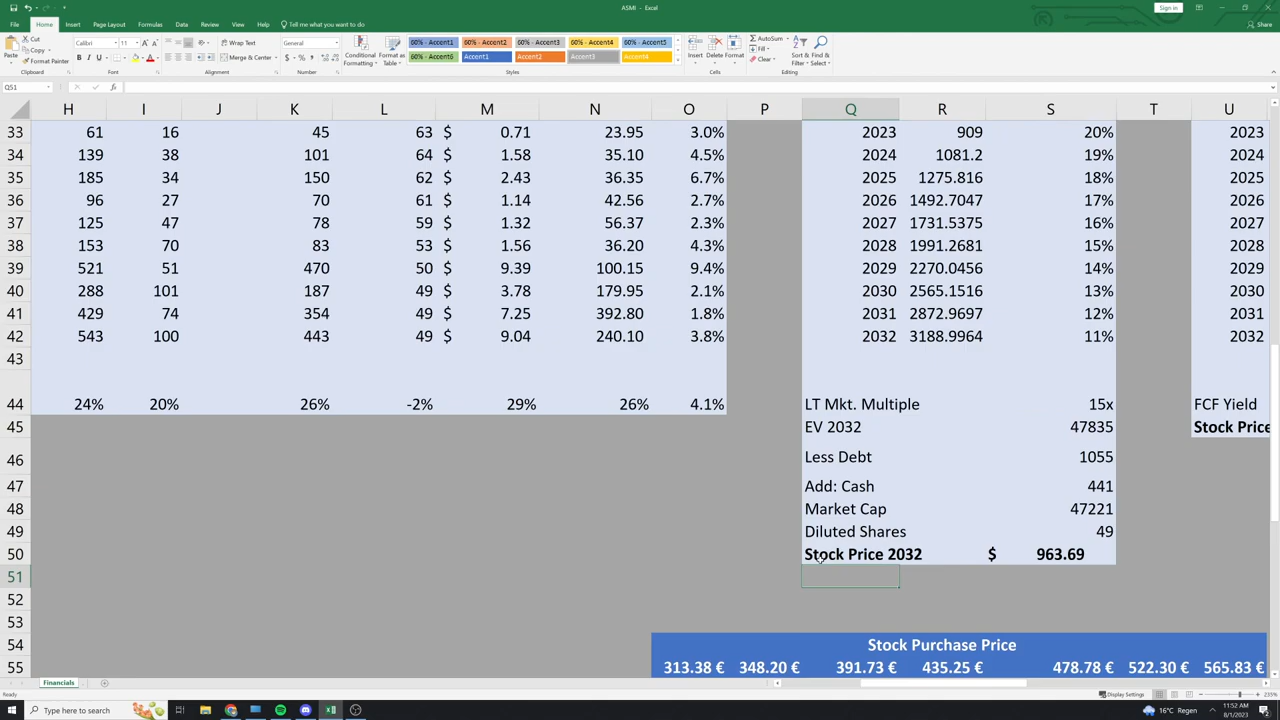 ASMI - Excel
Sign in
File Home Insert Page Layout Formulas Data Review View Help Tell me what you want to do
Share
Cut
Copy
Format Painter
Paste
Clipboard
Calibri 11
Font
Wrap Text
Merge & Center
Alignment
General
Number
Conditional Formatting
Format as Table
60% - Accent1 60% - Accent2 60% - Accent3 60% - Accent4 60% - Accent5
60% - Accent6 Accent1 Accent2 Accent3 Accent4
Styles
Insert Delete Format
Cells
AutoSum
Fill
Clear
Sort & Filter
Find & Select
Editing
Q51
H I J K L M N O P Q R S T U
33 61 16 45 63 $ 0.71 23.95 3.0% 2023 909 20% 2023
34 139 38 101 64 $ 1.58 35.10 4.5% 2024 1081.2 19% 2024
35 185 34 150 62 $ 2.43 36.35 6.7% 2025 1275.816 18% 2025
36 96 27 70 61 $ 1.14 42.56 2.7% 2026 1492.7047 17% 2026
37 125 47 78 59 $ 1.32 56.37 2.3% 2027 1731.5375 16% 2027
38 153 70 83 53 $ 1.56 36.20 4.3% 2028 1991.2681 15% 2028
39 521 51 470 50 $ 9.39 100.15 9.4% 2029 2270.0456 14% 2029
40 288 101 187 49 $ 3.78 179.95 2.1% 2030 2565.1516 13% 2030
41 429 74 354 49 $ 7.25 392.80 1.8% 2031 2872.9697 12% 2031
42 543 100 443 49 $ 9.04 240.10 3.8% 2032 3188.9964 11% 2032
43
44 24% 20% 26% -2% 29% 26% 4.1% LT Mkt. Multiple 15x FCF Yield
45 EV 2032 47835 Stock Price
46 Less Debt 1055
47 Add: Cash 441
48 Market Cap 47221
49 Diluted Shares 49
50 Stock Price 2032 $ 963.69
51
52
53
54 Stock Purchase Price
55 313.38 € 348.20 € 391.73 € 435.25 € 478.78 € 522.30 € 565.83 €
Financials
Ready
Display Settings
235%
Type here to search
16°C Regen
11:52 AM
8/1/2023